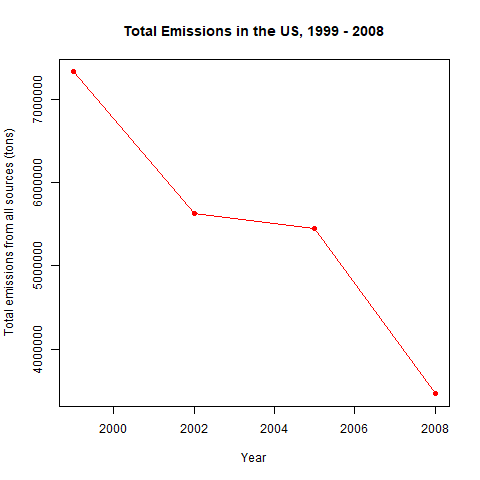 Total Emissions in the US, 1999 - 2008
Total emissions from all sources (tons)
7000000
6000000
5000000
4000000
2000 2002 2004 2006 2008
Year